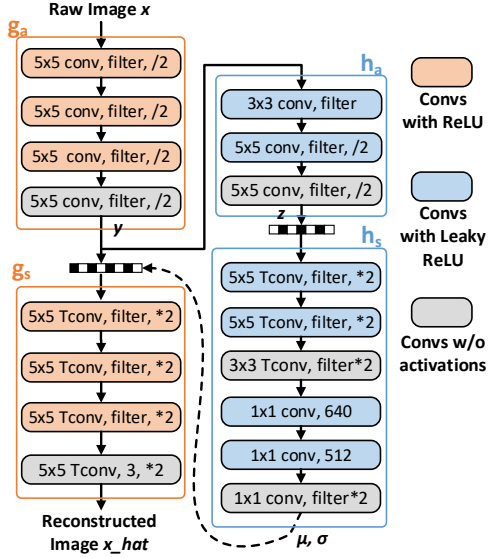 Raw Image x
g_a
5x5 conv, filter, /2
5x5 conv, filter, /2
5x5 conv, filter, /2
5x5 conv, filter, /2
y
g_s
5x5 Tconv, filter, *2
5x5 Tconv, filter, *2
5x5 Tconv, filter, *2
5x5 Tconv, 3, *2
Reconstructed
Image x_hat
h_a
3x3 conv, filter
5x5 conv, filter, /2
5x5 conv, filter, /2
z
h_s
5x5 Tconv, filter, *2
5x5 Tconv, filter, *2
3x3 Tconv, filter*2
1x1 conv, 640
1x1 conv, 512
1x1 conv, filter*2
μ, σ
Convs
with ReLU
Convs
with Leaky
ReLU
Convs w/o
activations